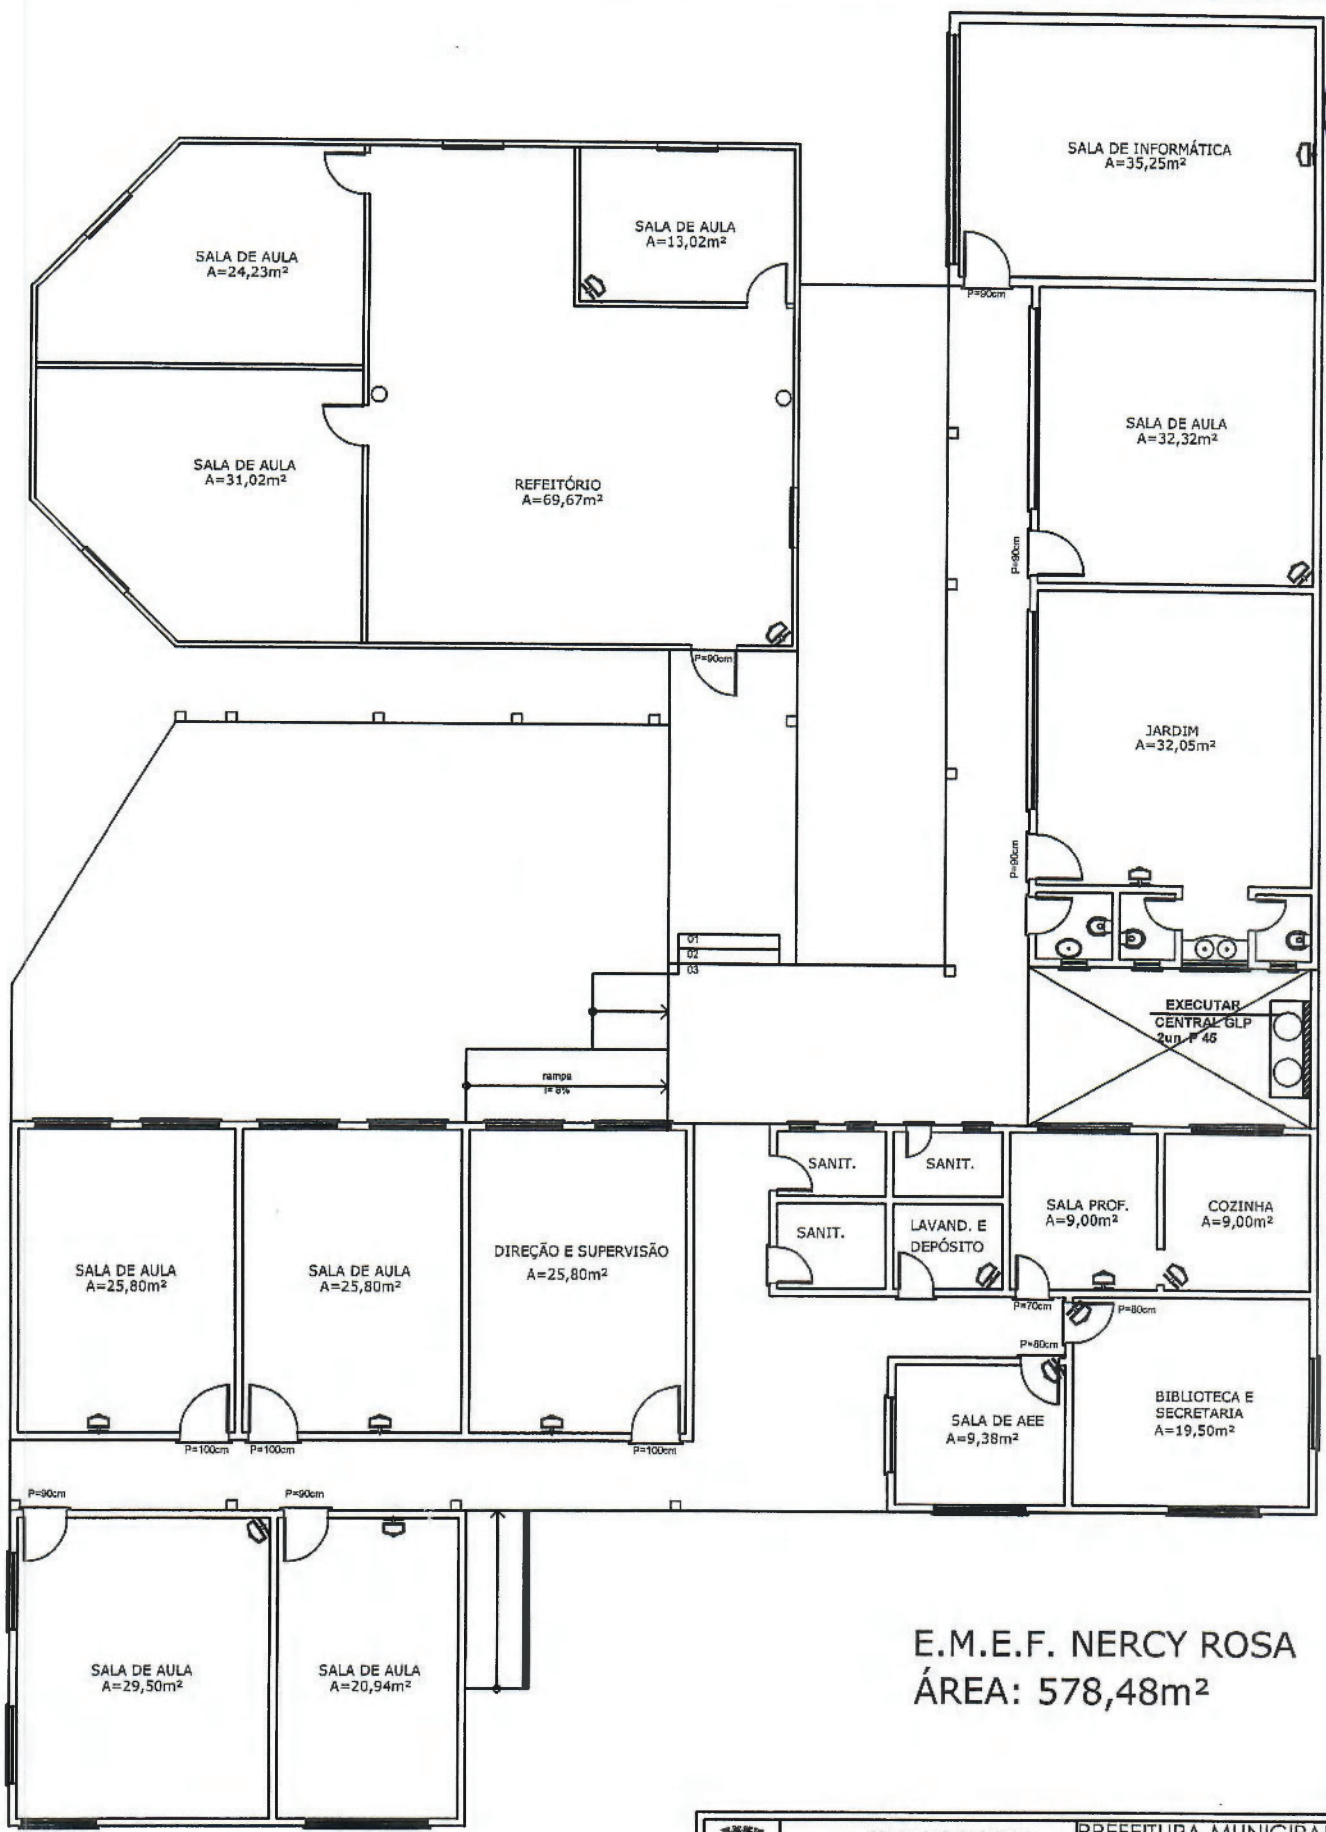 SALA DE INFORMÁTICA
A=35,25m²
SALA DE AULA
A=24,23m²
SALA DE AULA
A=13,02m²
P=90cm
SALA DE AULA
A=32,32m²
SALA DE AULA
A=31,02m²
REFEITÓRIO
A=69,67m²
P=90cm
P=90cm
JARDIM
A=32,05m²
P=90cm
01
02
03
EXECUTAR
CENTRAL GLP
2un. P 45
rampa
i= 8%
SANIT.
SANIT.
SALA PROF.
A=9,00m²
COZINHA
A=9,00m²
SANIT.
LAVAND. E
DEPÓSITO
SALA DE AULA
A=25,80m²
SALA DE AULA
A=25,80m²
DIREÇÃO E SUPERVISÃO
A=25,80m²
P=70cm
P=80cm
P=80cm
SALA DE AEE
A=9,38m²
BIBLIOTECA E
SECRETARIA
A=19,50m²
P=100cm
P=100cm
P=100cm
P=90cm
P=90cm
SALA DE AULA
A=29,50m²
SALA DE AULA
A=20,94m²
E.M.E.F. NERCY ROSA
ÁREA: 578,48m²
PREFEITURA MUNICIPAL